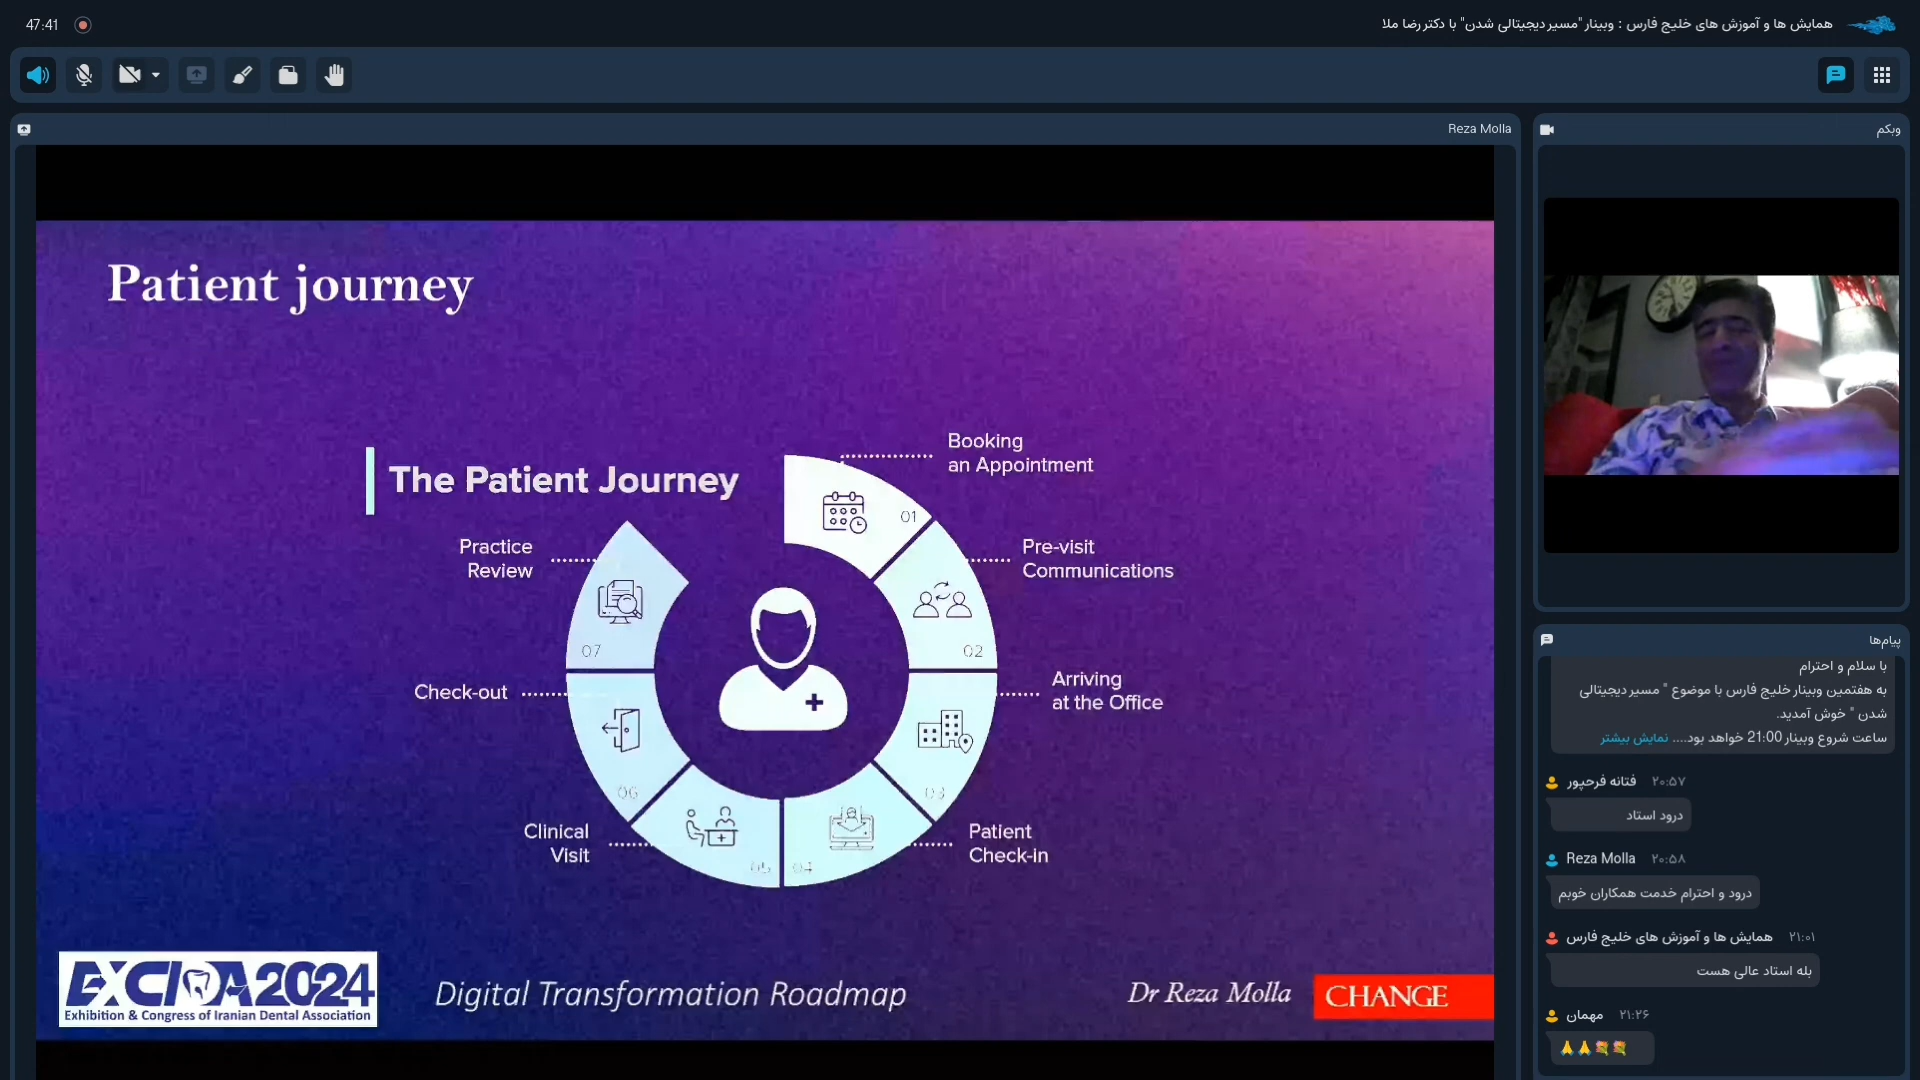 47:41
همایش ها و آموزش های خلیج فارس : وبینار "مسیر دیجیتالی شدن" با دکتر رضا ملا
Reza Molla
Patient journey
The Patient Journey
Booking
an Appointment
01
Pre-visit
Communications
02
Arriving
at the Office
03
Patient
Check-in
04
Clinical
Visit
05
Check-out
06
Practice
Review
07
EXCIDA2024
Exhibition & Congress of Iranian Dental Association
Digital Transformation Roadmap
Dr Reza Molla
CHANGE
وبکم
پیام‌ها
با سلام و احترام
به هفتمین وبینار خلیج فارس با موضوع " مسیر دیجیتالی
شدن " خوش آمدید.
ساعت شروع وبینار 21:00 خواهد بود.... نمایش بیشتر
فتانه فرحپور ۲۰:۵۷
درود استاد
Reza Molla ۲۰:۵۸
درود و احترام خدمت همکاران خوبم
همایش ها و آموزش های خلیج فارس ۲۱:۰۱
بله استاد عالی هست
مهمان ۲۱:۲۶
🙏🙏💐💐